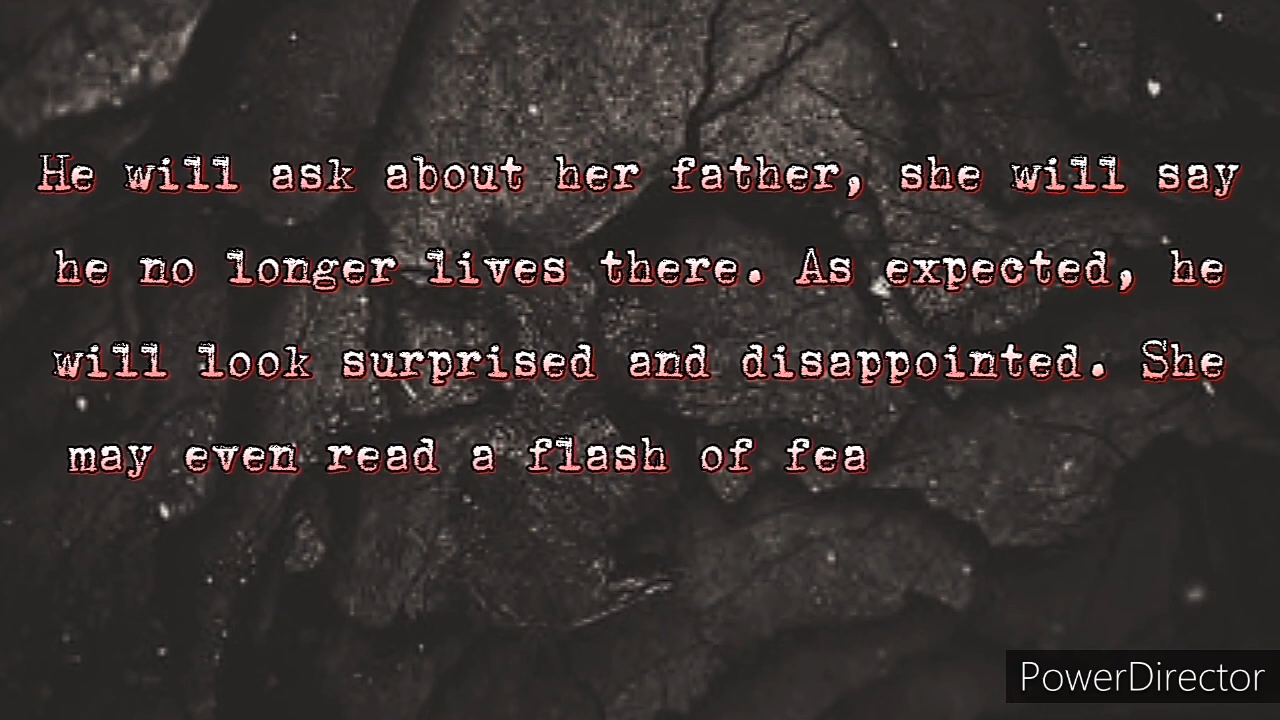 He will ask about her father, she will say
he no longer lives there. As expected, he
will look surprised and disappointed. She
may even read a flash of fea
PowerDirector